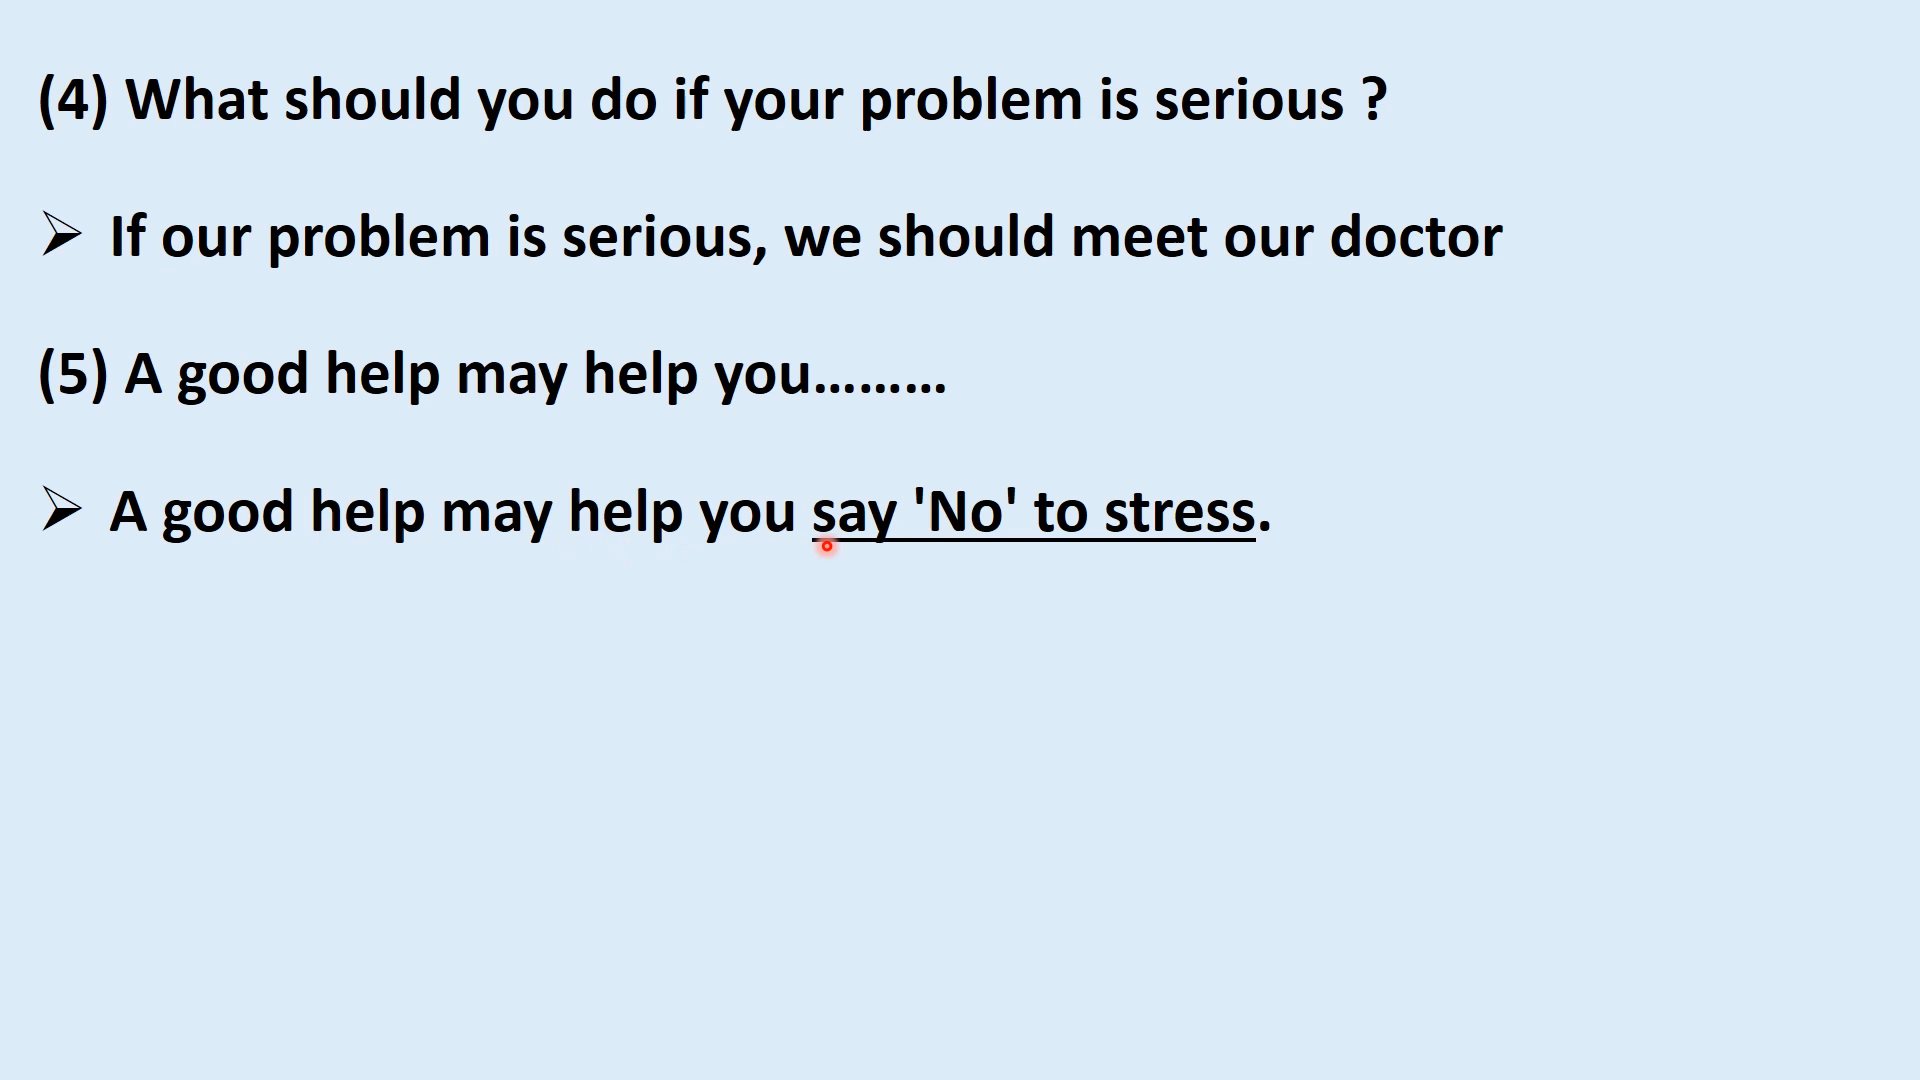 (4) What should you do if your problem is serious ?
➢ If our problem is serious, we should meet our doctor
(5) A good help may help you………
➢ A good help may help you say 'No' to stress.